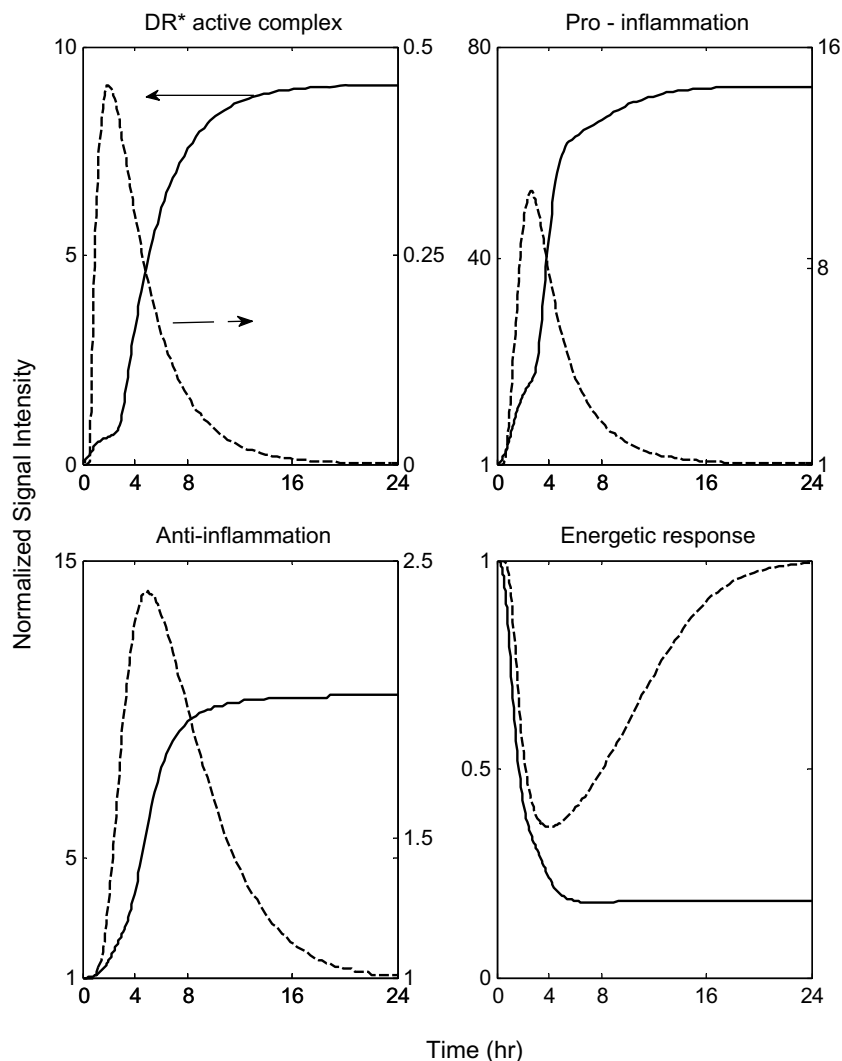 DR* active complex
10
0.5
5
0.25
0
0
0 4 8 16 24
Pro - inflammation
80
16
40
8
1
1
0 4 8 16 24
Normalized Signal Intensity
Anti-inflammation
15
2.5
5
1.5
1
1
0 4 8 16 24
Energetic response
1
0.5
0
0 4 8 16 24
Time (hr)